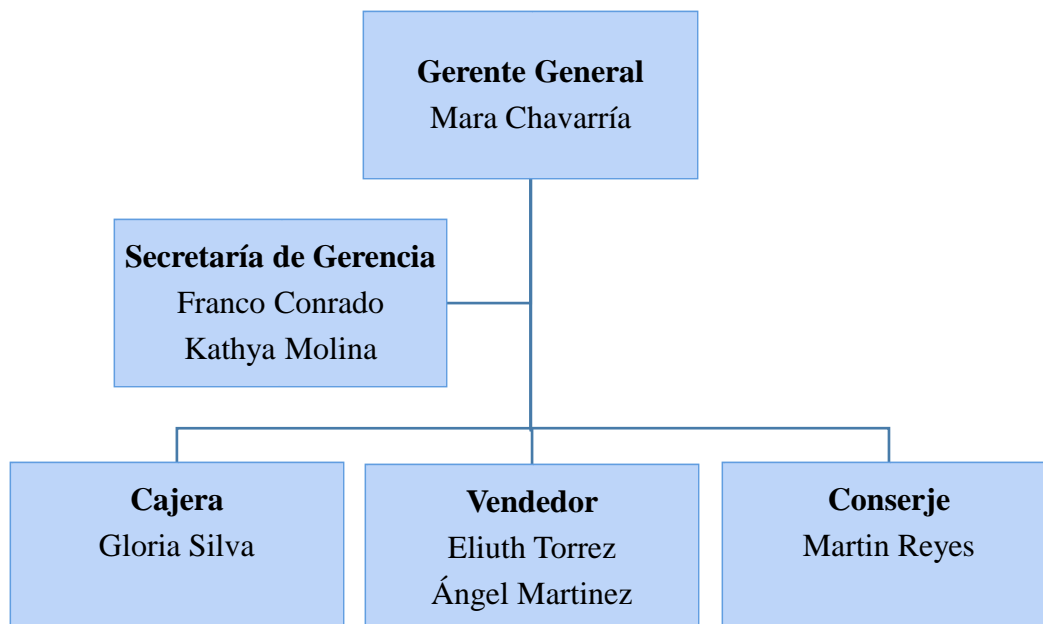 Gerente General
Mara Chavarría
Secretaría de Gerencia
Franco Conrado
Kathya Molina
Cajera
Gloria Silva
Vendedor
Eliuth Torrez
Ángel Martinez
Conserje
Martin Reyes